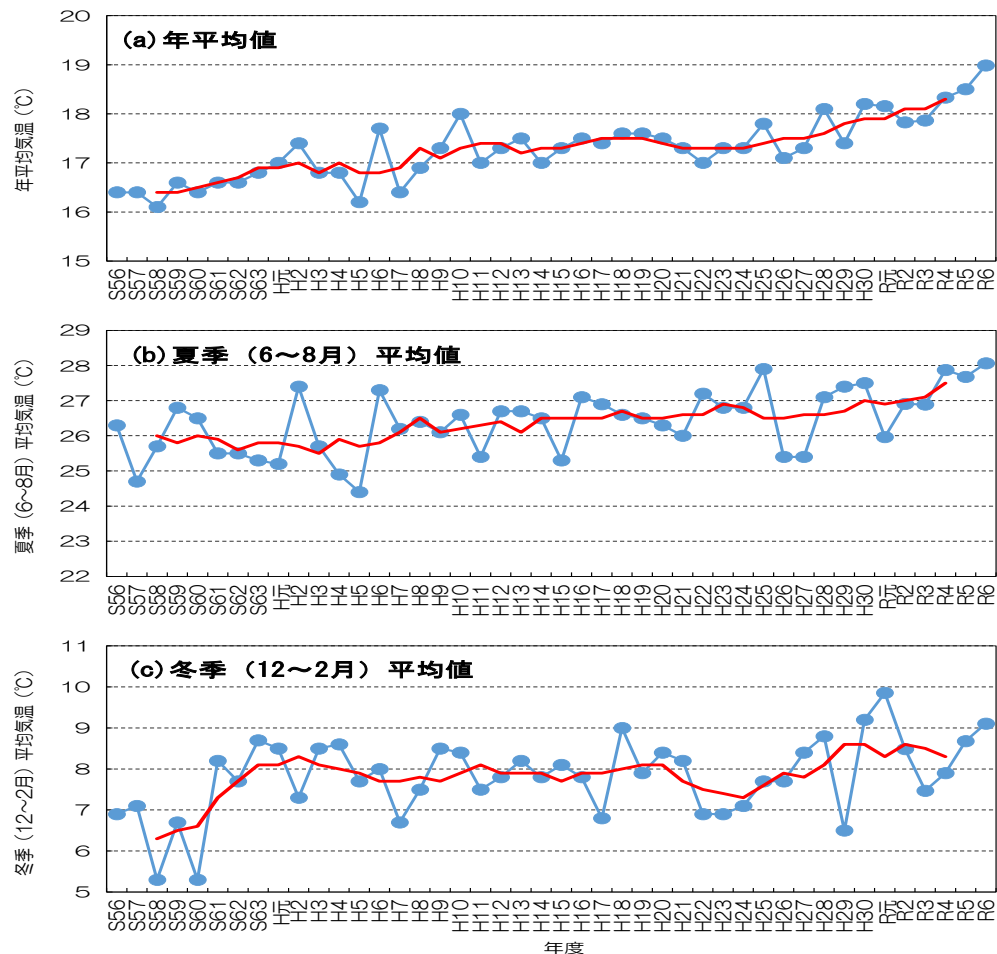 (a)年平均値
年平均気温(℃)
20
19
18
17
16
15
S56 S57 S58 S59 S60 S61 S62 S63 H元 H2 H3 H4 H5 H6 H7 H8 H9 H10 H11 H12 H13 H14 H15 H16 H17 H18 H19 H20 H21 H22 H23 H24 H25 H26 H27 H28 H29 H30 R元 R2 R3 R4 R5 R6
(b)夏季(6～8月)平均値
夏季(6～8月)平均気温(℃)
29
28
27
26
25
24
23
22
S56 S57 S58 S59 S60 S61 S62 S63 H元 H2 H3 H4 H5 H6 H7 H8 H9 H10 H11 H12 H13 H14 H15 H16 H17 H18 H19 H20 H21 H22 H23 H24 H25 H26 H27 H28 H29 H30 R元 R2 R3 R4 R5 R6
(c)冬季(12～2月)平均値
冬季(12～2月)平均気温(℃)
11
10
9
8
7
6
5
S56 S57 S58 S59 S60 S61 S62 S63 H元 H2 H3 H4 H5 H6 H7 H8 H9 H10 H11 H12 H13 H14 H15 H16 H17 H18 H19 H20 H21 H22 H23 H24 H25 H26 H27 H28 H29 H30 R元 R2 R3 R4 R5 R6
年度